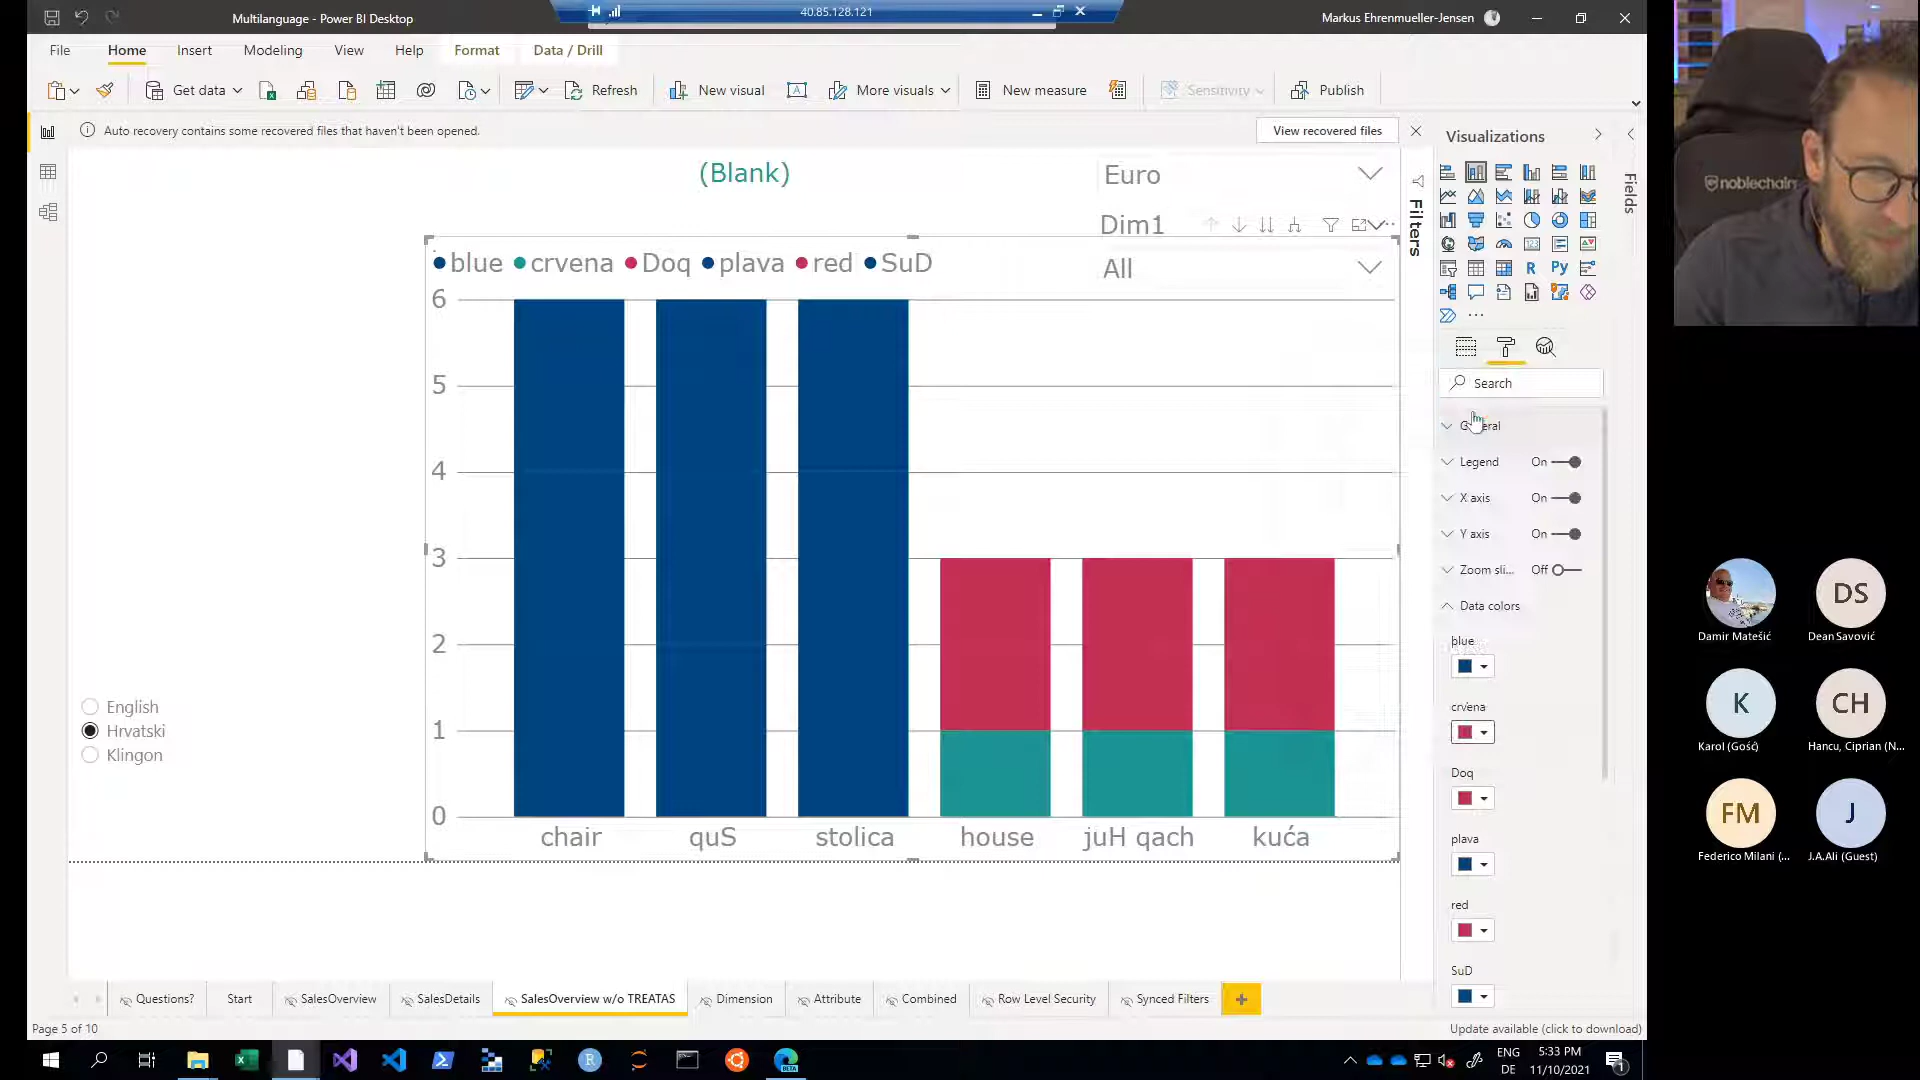 Multilanguage - Power BI Desktop
40.85.128.121
Markus Ehrenmueller-Jensen
File Home Insert Modeling View Help Format Data / Drill
Get data Refresh New visual More visuals New measure Sensitivity Publish
Auto recovery contains some recovered files that haven't been opened.
View recovered files
Visualizations
Fields
Filters
(Blank)
Euro
Dim1
All
blue crvena Doq plava red SuD
6
5
4
3
2
1
0
chair quS stolica house juH qach kuća
English
Hrvatski
Klingon
R Py
Search
General
Legend On
X axis On
Y axis On
Zoom sli... Off
Data colors
blue
crvena
Doq
plava
red
SuD
noblechairs
DS
Damir Matešić Dean Savović
K CH
Karol (Gość) Hancu, Ciprian (N...
FM J
Federico Milani (... J.A.Ali (Guest)
Questions? Start SalesOverview SalesDetails SalesOverview w/o TREATAS Dimension Attribute Combined Row Level Security Synced Filters +
Page 5 of 10
Update available (click to download)
ENG
DE
5:33 PM
11/10/2021
1